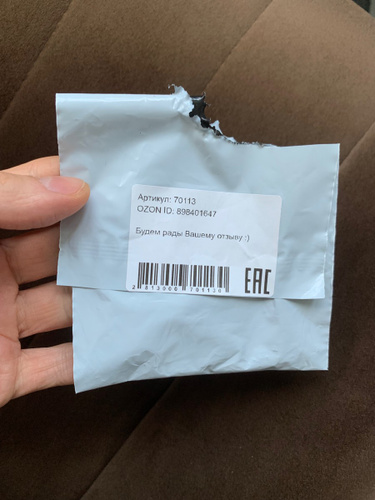 Артикул: 70113
OZON ID: 898401647
Будем рады Вашему отзыву :)
EAC